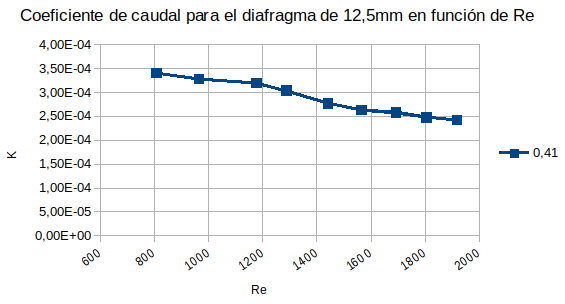 Coeficiente de caudal para el diafragma de 12,5mm en función de Re
4,00E-04
3,50E-04
3,00E-04
2,50E-04
2,00E-04
1,50E-04
1,00E-04
5,00E-05
0,00E+00
K
0,41
600 800 1000 1200 1400 1600 1800 2000
Re